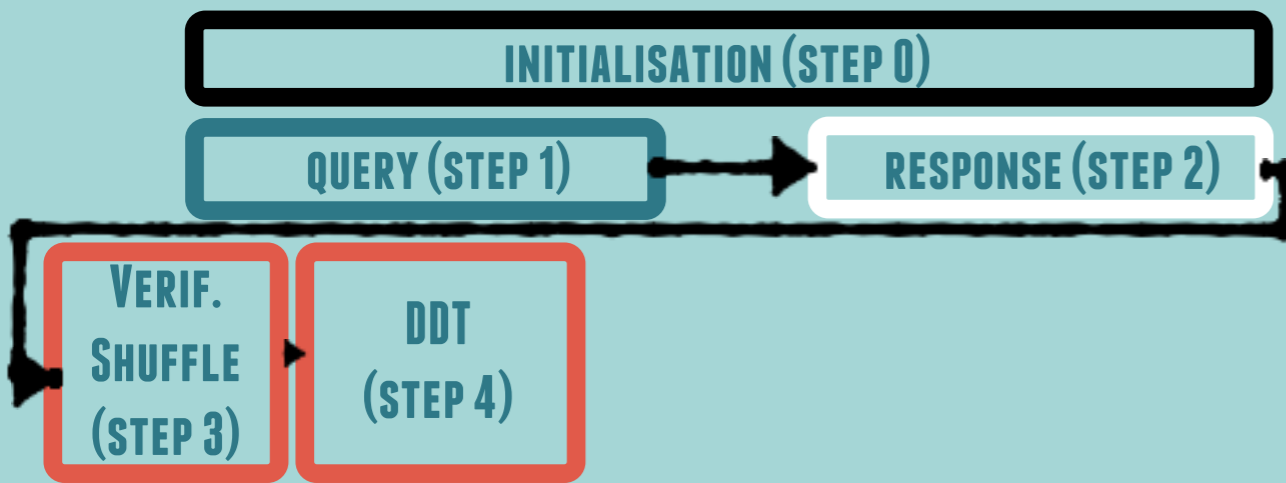 INITIALISATION (STEP 0)
QUERY (STEP 1)
RESPONSE (STEP 2)
VERIF.
SHUFFLE
(STEP 3)
DDT
(STEP 4)